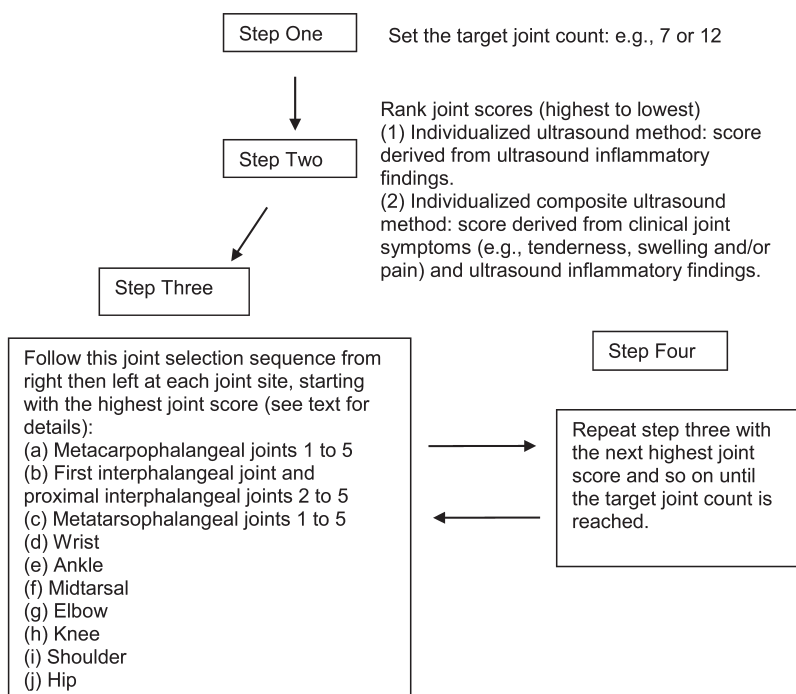 Step One
Set the target joint count: e.g., 7 or 12
Step Two
Rank joint scores (highest to lowest)
(1) Individualized ultrasound method: score
derived from ultrasound inflammatory
findings.
(2) Individualized composite ultrasound
method: score derived from clinical joint
symptoms (e.g., tenderness, swelling and/or
pain) and ultrasound inflammatory findings.
Step Three
Follow this joint selection sequence from
right then left at each joint site, starting
with the highest joint score (see text for
details):
(a) Metacarpophalangeal joints 1 to 5
(b) First interphalangeal joint and
proximal interphalangeal joints 2 to 5
(c) Metatarsophalangeal joints 1 to 5
(d) Wrist
(e) Ankle
(f) Midtarsal
(g) Elbow
(h) Knee
(i) Shoulder
(j) Hip
Step Four
Repeat step three with
the next highest joint
score and so on until
the target joint count is
reached.